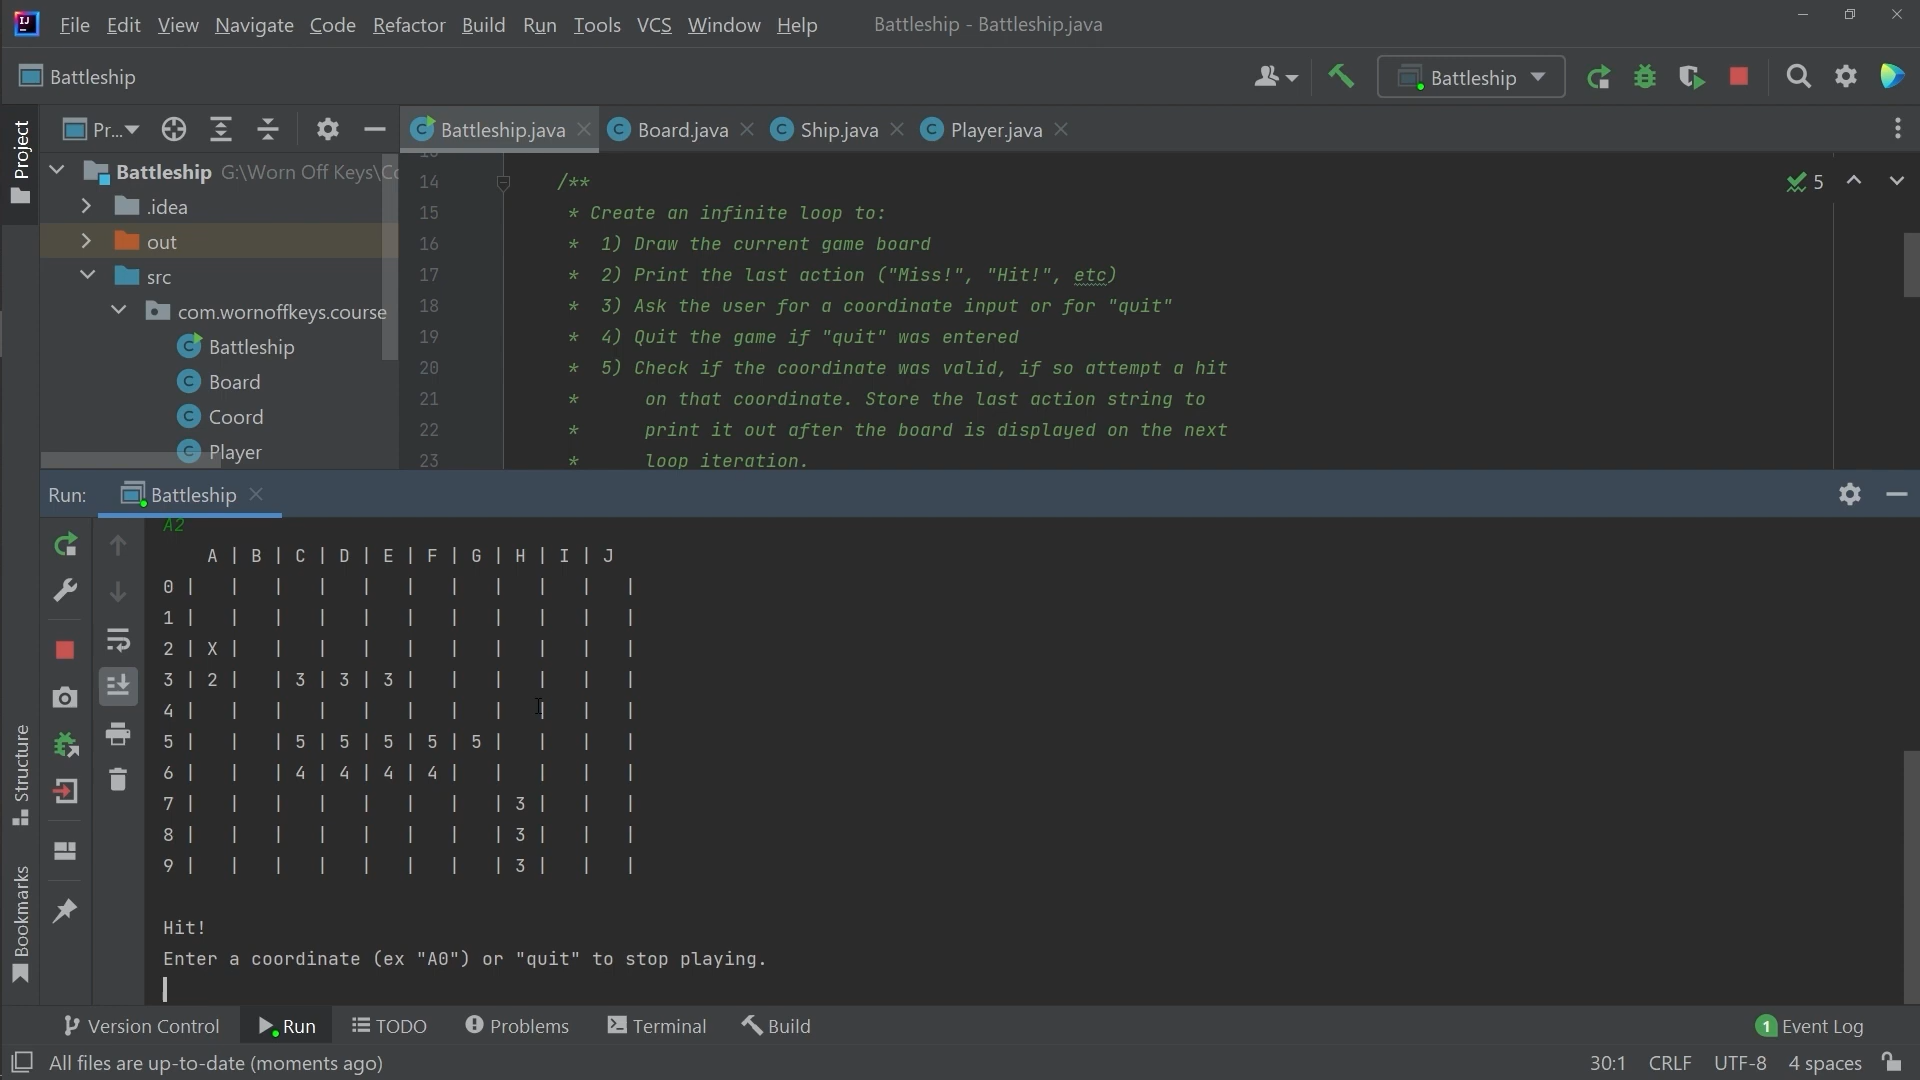 File Edit View Navigate Code Refactor Build Run Tools VCS Window Help Battleship - Battleship.java
Battleship Battleship
Project Pr... Battleship.java Board.java Ship.java Player.java
Battleship G:\Worn Off Keys\Co
.idea
out
src
com.wornoffkeys.course
Battleship
Board
Coord
Player
14 /**
15 * Create an infinite loop to:
16 * 1) Draw the current game board
17 * 2) Print the last action ("Miss!", "Hit!", etc)
18 * 3) Ask the user for a coordinate input or for "quit"
19 * 4) Quit the game if "quit" was entered
20 * 5) Check if the coordinate was valid, if so attempt a hit
21 * on that coordinate. Store the last action string to
22 * print it out after the board is displayed on the next
23 * loop iteration.
5
Run: Battleship
A2
A | B | C | D | E | F | G | H | I | J
0 |   |   |   |   |   |   |   |   |   |   |
1 |   |   |   |   |   |   |   |   |   |   |
2 | X |   |   |   |   |   |   |   |   |   |
3 | 2 |   | 3 | 3 | 3 |   |   |   |   |   |
4 |   |   |   |   |   |   |   |   |   |   |
5 |   |   | 5 | 5 | 5 | 5 | 5 |   |   |   |
6 |   |   | 4 | 4 | 4 | 4 |   |   |   |   |
7 |   |   |   |   |   |   |   | 3 |   |   |
8 |   |   |   |   |   |   |   | 3 |   |   |
9 |   |   |   |   |   |   |   | 3 |   |   |
Hit!
Enter a coordinate (ex "A0") or "quit" to stop playing.
Structure
Bookmarks
Version Control Run TODO Problems Terminal Build 1 Event Log
All files are up-to-date (moments ago) 30:1 CRLF UTF-8 4 spaces